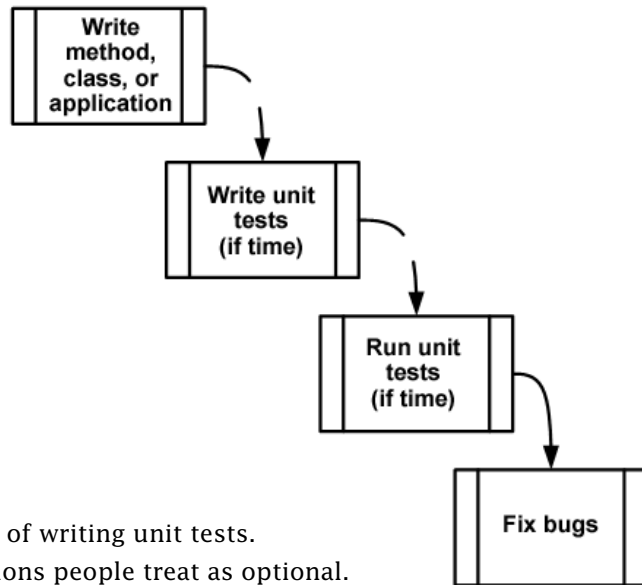 Write
method,
class, or
application
Write unit
tests
(if time)
Run unit
tests
(if time)
Fix bugs
of writing unit tests.
ions people treat as optional.